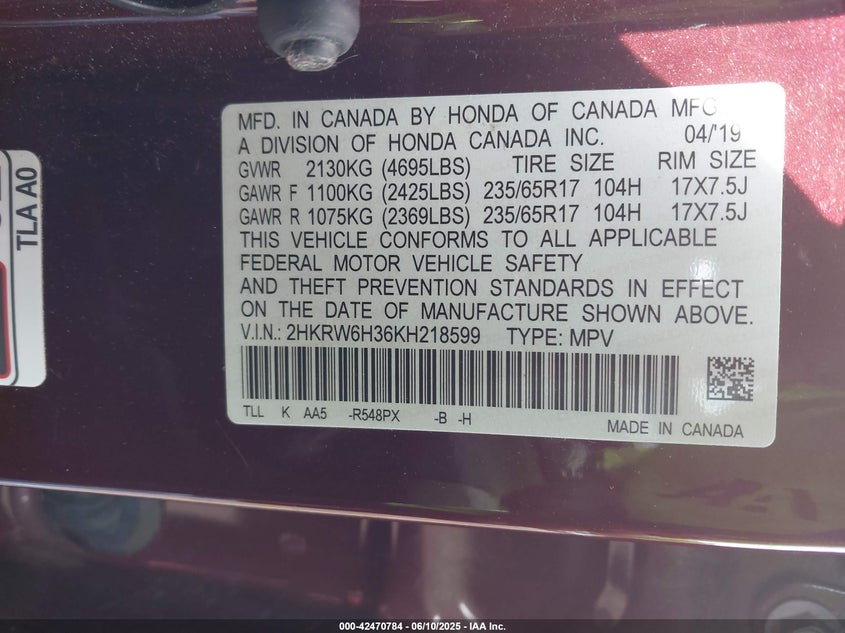 MFD. IN CANADA BY HONDA OF CANADA MFG
A DIVISION OF HONDA CANADA INC. 04/'19
GVWR 2130KG (4695LBS) TIRE SIZE RIM SIZE
GAWR F 1100KG (2425LBS) 235/65R17 104H 17X7.5J
GAWR R 1075KG (2369LBS) 235/65R17 104H 17X7.5J
THIS VEHICLE CONFORMS TO ALL APPLICABLE
FEDERAL MOTOR VEHICLE SAFETY
AND THEFT PREVENTION STANDARDS IN EFFECT
ON THE DATE OF MANUFACTURE SHOWN ABOVE.
V.I.N.: 2HKRW6H36KH218599 TYPE: MPV
TLL K AA5 -R548PX -B -H
MADE IN CANADA
TLA A0
000-42470784 - 06/10/2025 - IAA Inc.